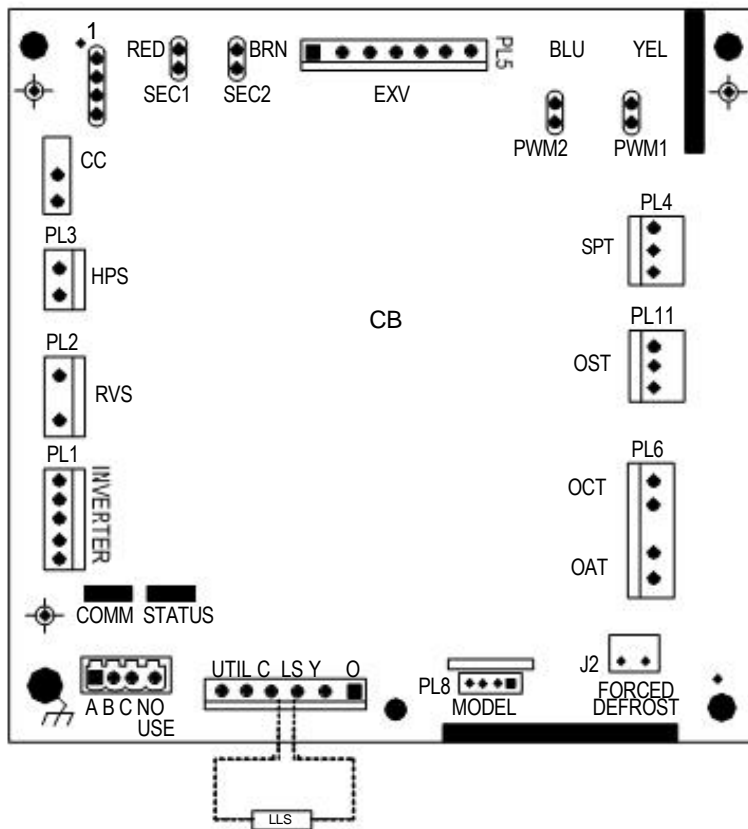 1
RED
BRN
PL5
BLU
YEL
SEC1
SEC2
EXV
PWM2
PWM1
CC
PL4
SPT
PL3
HPS
CB
PL11
OST
PL2
RVS
PL1
INVERTER
PL6
OCT
OAT
COMM
STATUS
UTIL C LS Y O
J2
PL8
A B C NO
USE
MODEL
FORCED
DEFROST
LLS